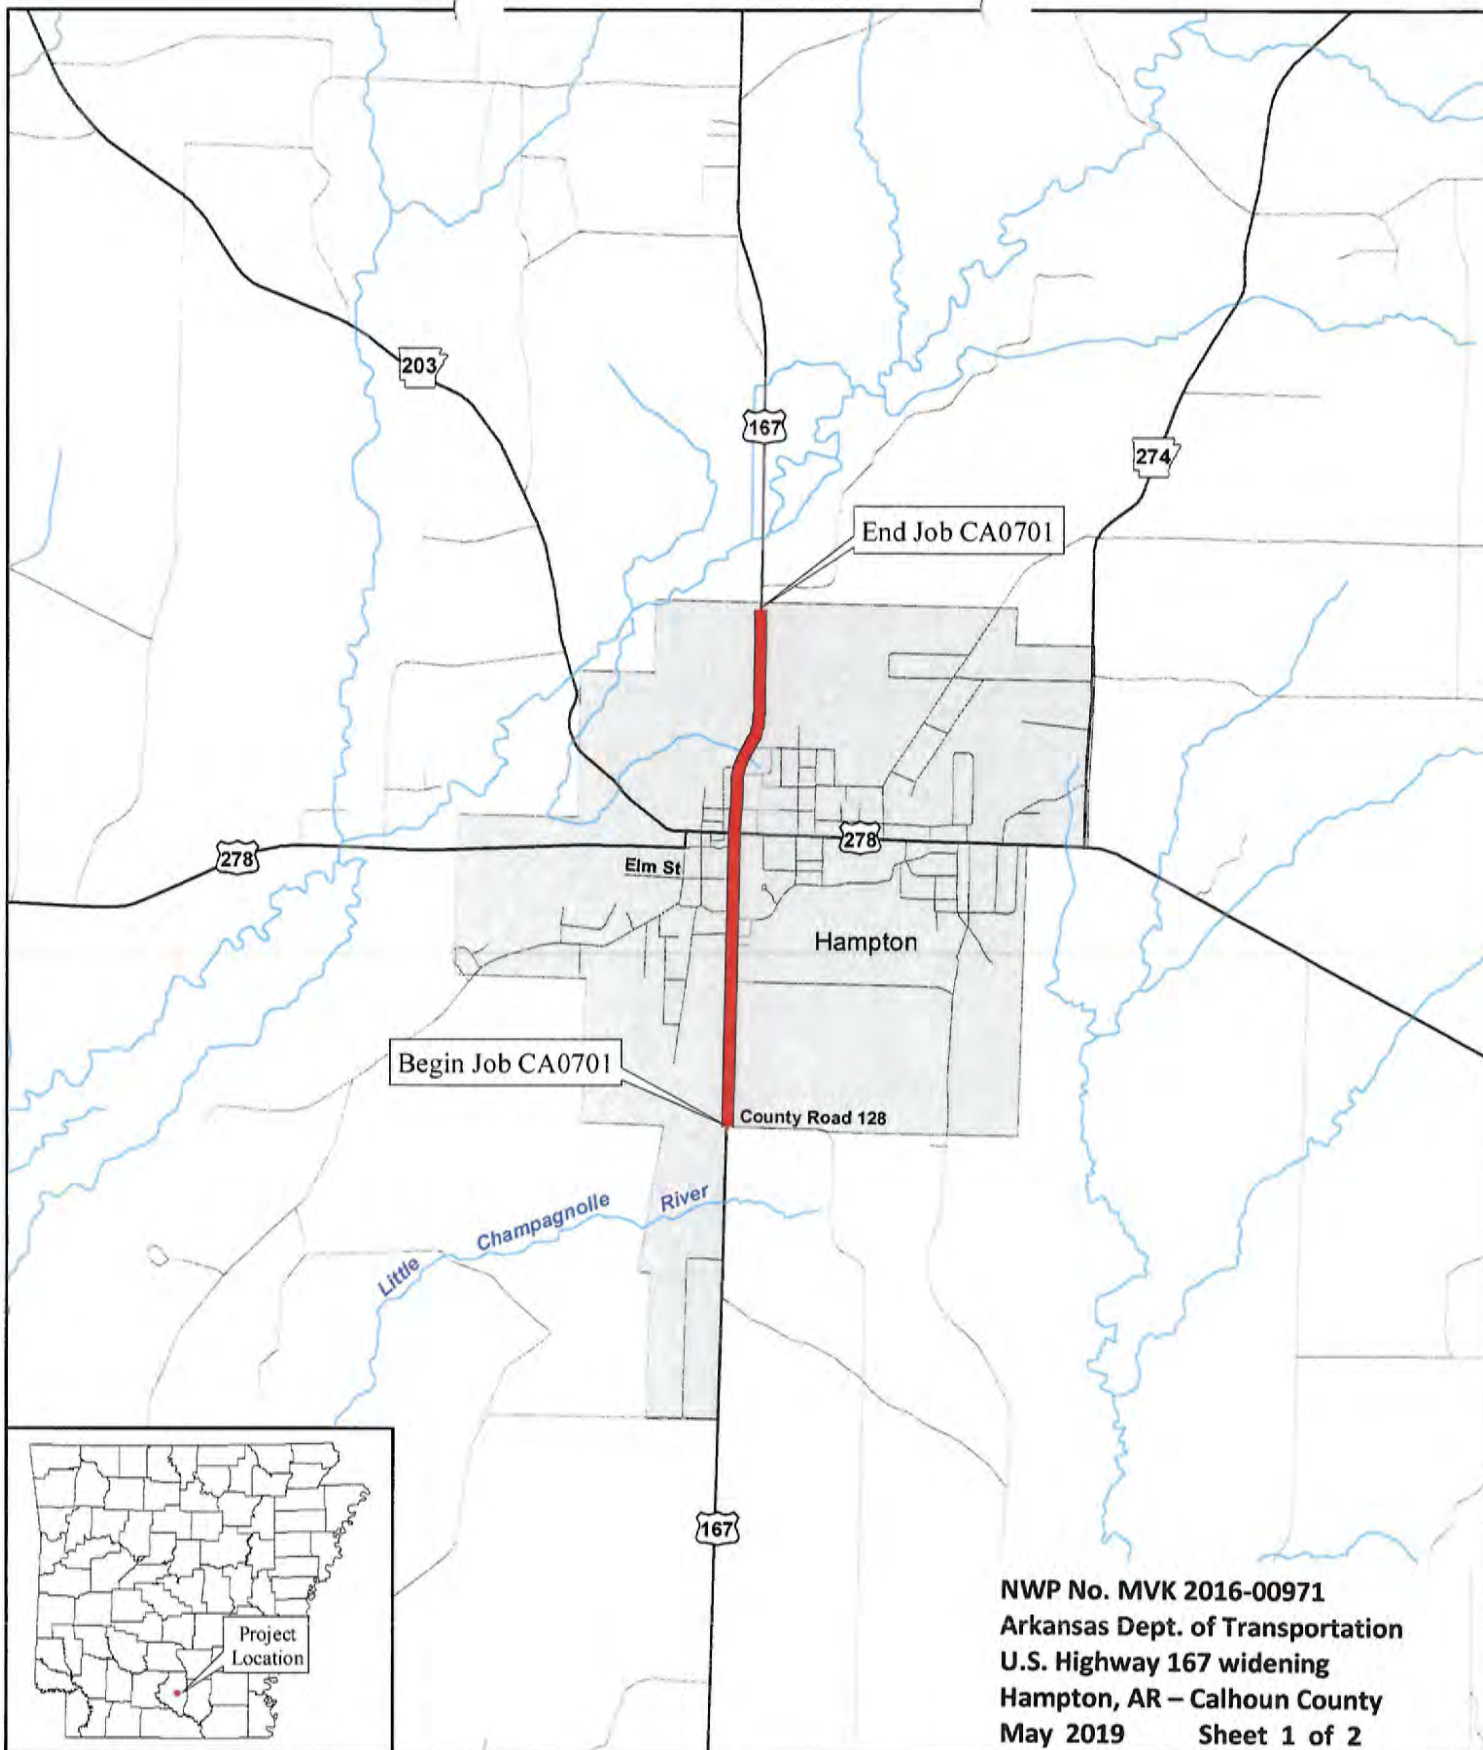 203
167
274
End Job CA0701
278
278
Elm St
Hampton
Begin Job CA0701
County Road 128
Little Champagnolle River
167
Project
Location
NWP No. MVK 2016-00971
Arkansas Dept. of Transportation
U.S. Highway 167 widening
Hampton, AR – Calhoun County
May 2019 Sheet 1 of 2